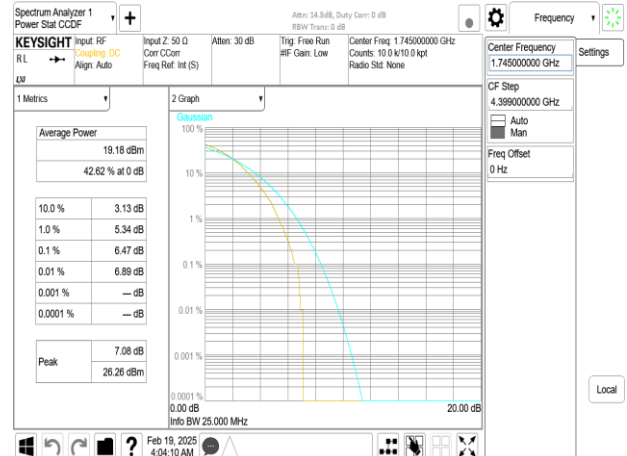 Spectrum Analyzer 1
Power Stat CCDF
Attn: 14.8dB, Duty Corr: 0 dB
RBW Trans: 0 dB
Frequency
KEYSIGHT
RL
LXI
Input: RF
Coupling: DC
Align: Auto
Input Z: 50 Ω
Corr CCorr
Freq Ref: Int (S)
Atten: 30 dB
Trig: Free Run
#IF Gain: Low
Center Freq: 1.745000000 GHz
Counts: 10.0 k/10.0 kpt
Radio Std: None
Center Frequency
1.745000000 GHz
Settings
CF Step
4.399000000 GHz
Auto
Man
Freq Offset
0 Hz
1 Metrics
Average Power
19.18 dBm
42.62 % at 0 dB
10.0 % 3.13 dB
1.0 % 5.34 dB
0.1 % 6.47 dB
0.01 % 6.89 dB
0.001 % --- dB
0.0001 % --- dB
Peak
7.08 dB
26.26 dBm
2 Graph
Gaussian
100 %
10 %
1 %
0.1 %
0.01 %
0.001 %
0.0001 %
0.00 dB 20.00 dB
Info BW 25.000 MHz
Local
?
Feb 19, 2025
4:04:10 AM